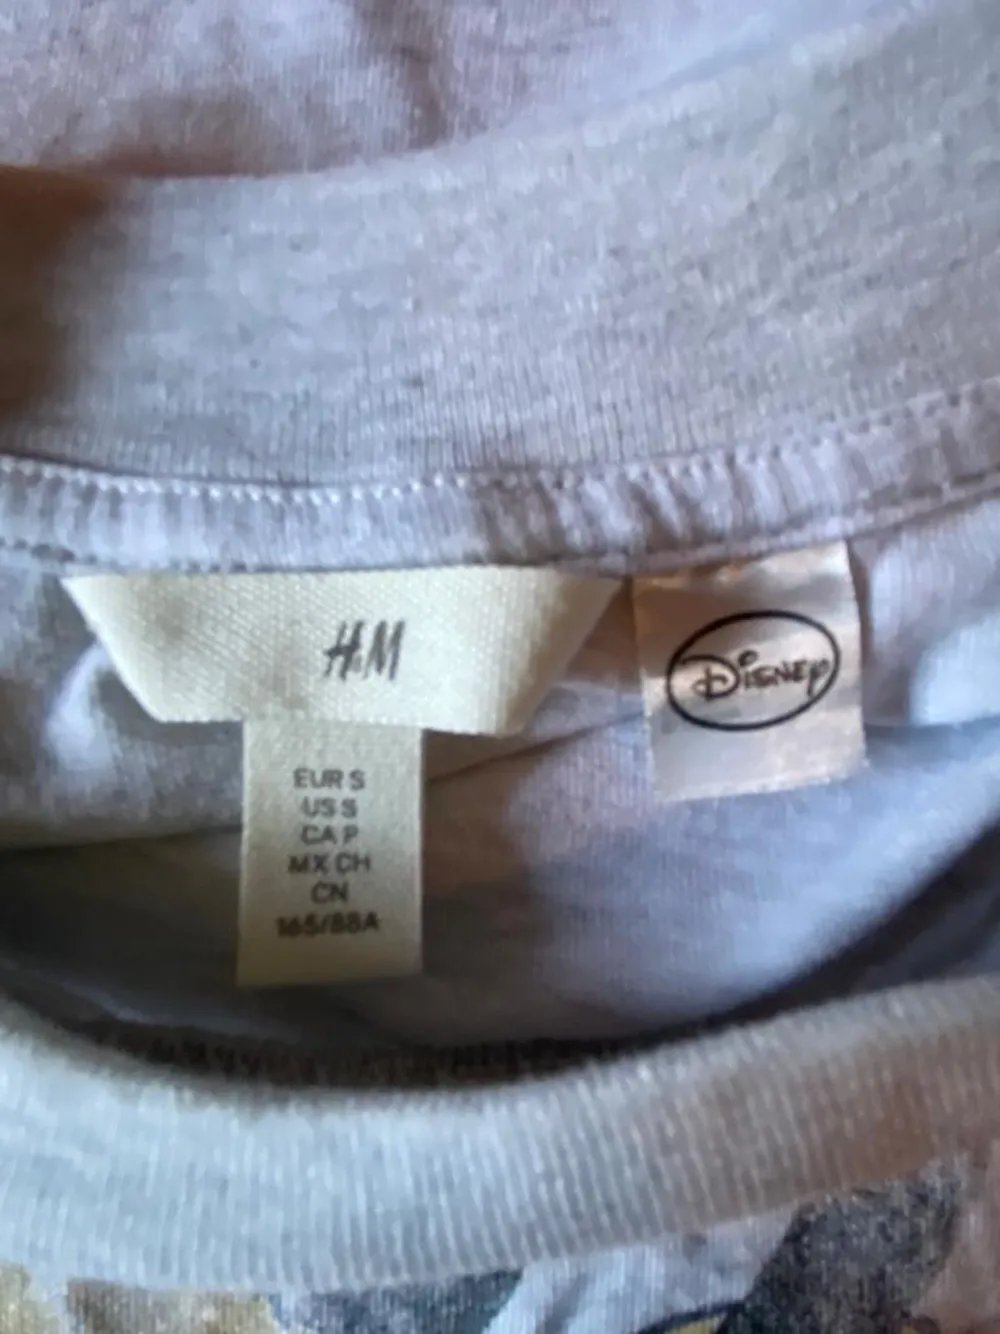 H&M
Disney
EUR S
US S
CA P
MX CH
CN
165/88A